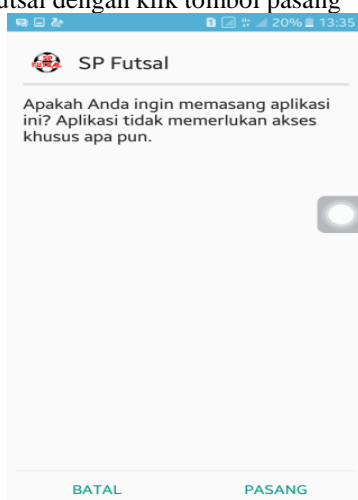 utsal dengan klik tombol pasang
20% 13:35
SP Futsal
Apakah Anda ingin memasang aplikasi
ini? Aplikasi tidak memerlukan akses
khusus apa pun.
BATAL PASANG